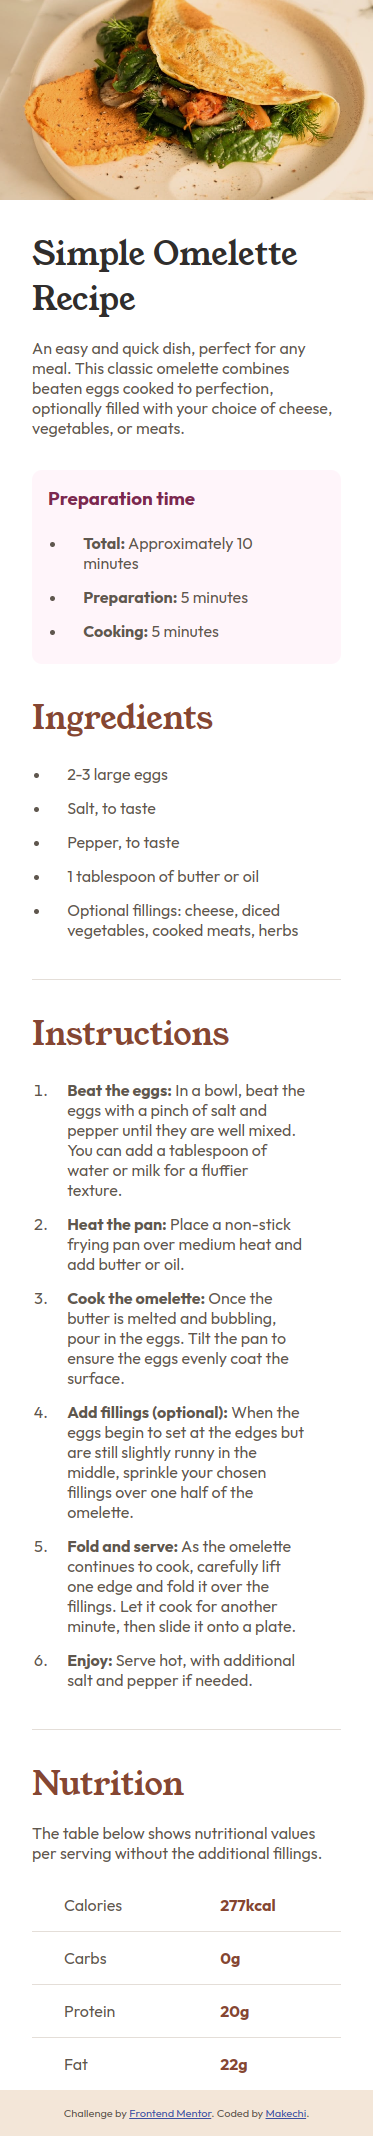 Simple Omelette
Recipe
An easy and quick dish, perfect for any
meal. This classic omelette combines
beaten eggs cooked to perfection,
optionally filled with your choice of cheese,
vegetables, or meats.
Preparation time
• Total: Approximately 10
minutes
• Preparation: 5 minutes
• Cooking: 5 minutes
Ingredients
• 2-3 large eggs
• Salt, to taste
• Pepper, to taste
• 1 tablespoon of butter or oil
• Optional fillings: cheese, diced
vegetables, cooked meats, herbs
Instructions
1. Beat the eggs: In a bowl, beat the
eggs with a pinch of salt and
pepper until they are well mixed.
You can add a tablespoon of
water or milk for a fluffier
texture.
2. Heat the pan: Place a non-stick
frying pan over medium heat and
add butter or oil.
3. Cook the omelette: Once the
butter is melted and bubbling,
pour in the eggs. Tilt the pan to
ensure the eggs evenly coat the
surface.
4. Add fillings (optional): When the
eggs begin to set at the edges but
are still slightly runny in the
middle, sprinkle your chosen
fillings over one half of the
omelette.
5. Fold and serve: As the omelette
continues to cook, carefully lift
one edge and fold it over the
fillings. Let it cook for another
minute, then slide it onto a plate.
6. Enjoy: Serve hot, with additional
salt and pepper if needed.
Nutrition
The table below shows nutritional values
per serving without the additional fillings.
Calories 277kcal
Carbs 0g
Protein 20g
Fat 22g
Challenge by Frontend Mentor. Coded by Makechi.